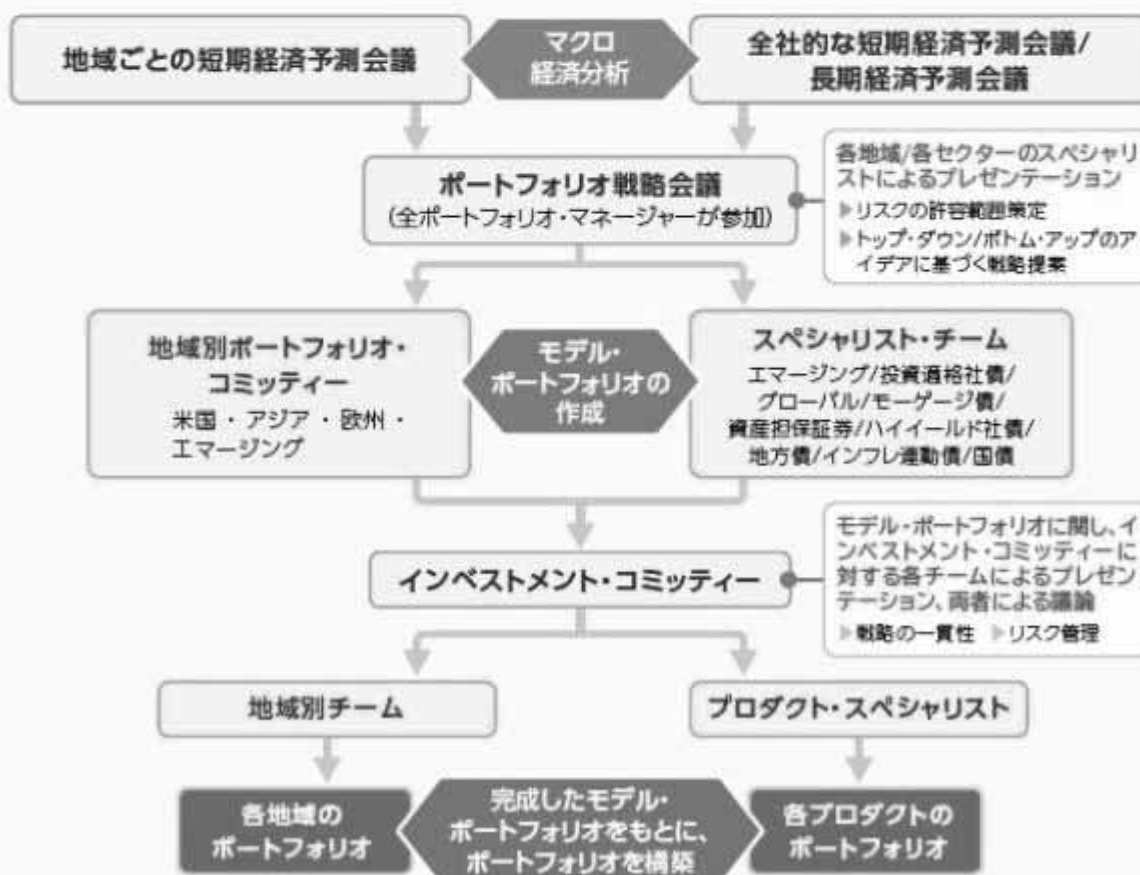 地域ごとの短期経済予測会議
マクロ
経済分析
全社的な短期経済予測会議/
長期経済予測会議
ポートフォリオ戦略会議
(全ポートフォリオ・マネージャーが参加)
各地域/各セクターのスペシャリ
ストによるプレゼンテーション
▶リスクの許容範囲策定
▶トップ・ダウン/ボトム・アップのア
イデアに基づく戦略提案
地域別ポートフォリオ・
コミッティー
米国・アジア・欧州・
エマージング
モデル・
ポートフォリオの
作成
スペシャリスト・チーム
エマージング/投資適格社債/
グローバル/モーゲージ債/
資産担保証券/ハイイールド社債/
地方債/インフレ連動債/国債
インベストメント・コミッティー
モデル・ポートフォリオに関し、イ
ンベストメント・コミッティーに
対する各チームによるプレゼン
テーション、両者による議論
▶戦略の一貫性 ▶リスク管理
地域別チーム
プロダクト・スペシャリスト
各地域の
ポートフォリオ
完成したモデル・
ポートフォリオをもとに、
ポートフォリオを構築
各プロダクトの
ポートフォリオ